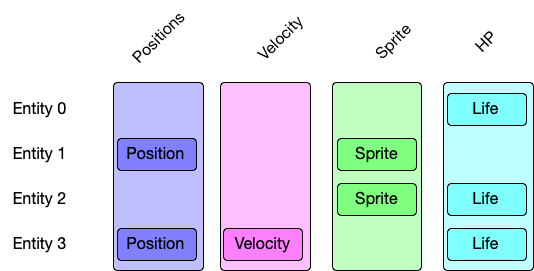 Positions Velocity Sprite HP
Entity 0 Life
Entity 1 Position Sprite
Entity 2 Sprite Life
Entity 3 Position Velocity Life